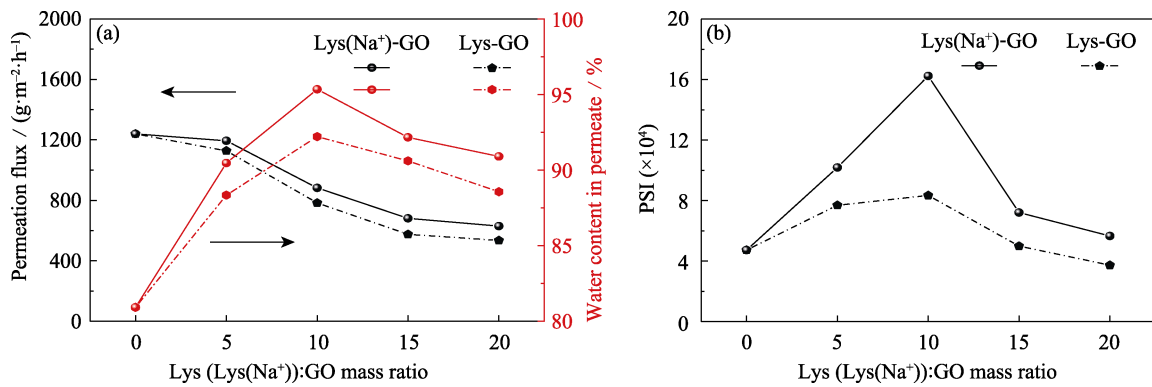 (a)
Lys(Na⁺)-GO Lys-GO
2000
1600
1200
800
400
0
Permeation flux / (g·m⁻²·h⁻¹)
100
95
90
85
80
Water content in permeate / %
0 5 10 15 20
Lys (Lys(Na⁺)):GO mass ratio
(b)
Lys(Na⁺)-GO Lys-GO
20
16
12
8
4
0
PSI (×10⁴)
0 5 10 15 20
Lys (Lys(Na⁺)):GO mass ratio